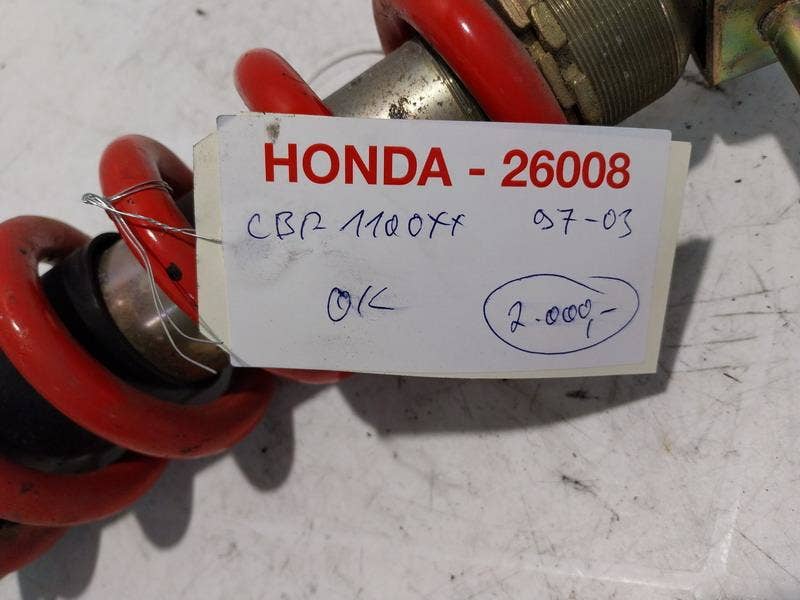 HONDA - 26008
CBR 1100XX 97-03
OK 2.000,-